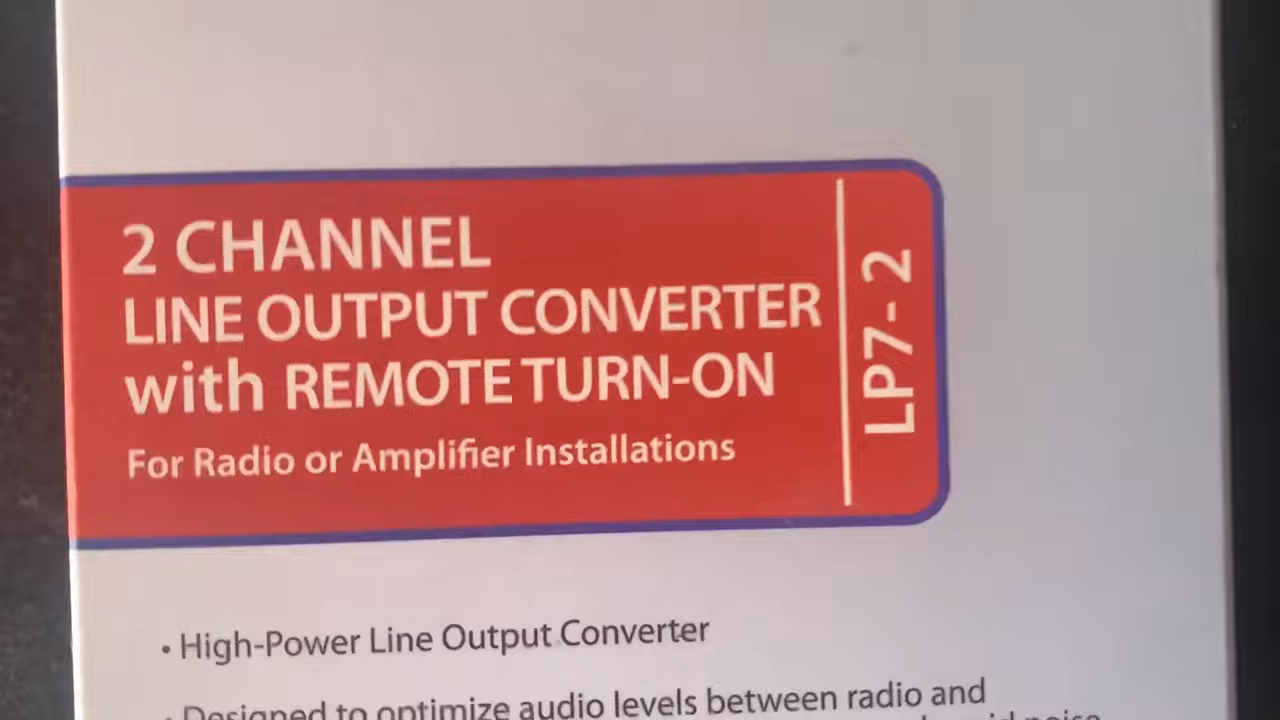 2 CHANNEL
LINE OUTPUT CONVERTER
with REMOTE TURN-ON
For Radio or Amplifier Installations
LP7-2
• High-Power Line Output Converter
• Designed to optimize audio levels between radio and
noise